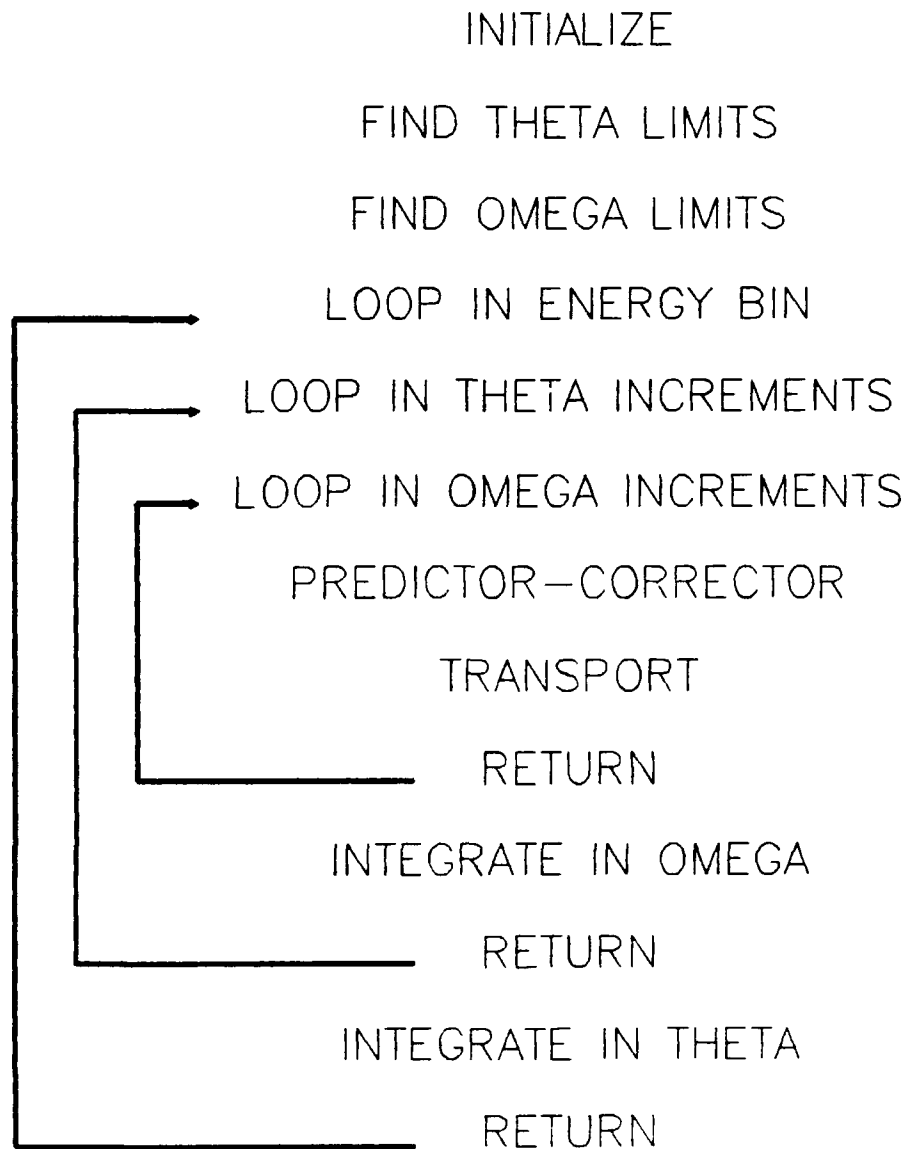 INITIALIZE
FIND THETA LIMITS
FIND OMEGA LIMITS
LOOP IN ENERGY BIN
LOOP IN THETA INCREMENTS
LOOP IN OMEGA INCREMENTS
PREDICTOR–CORRECTOR
TRANSPORT
RETURN
INTEGRATE IN OMEGA
RETURN
INTEGRATE IN THETA
RETURN